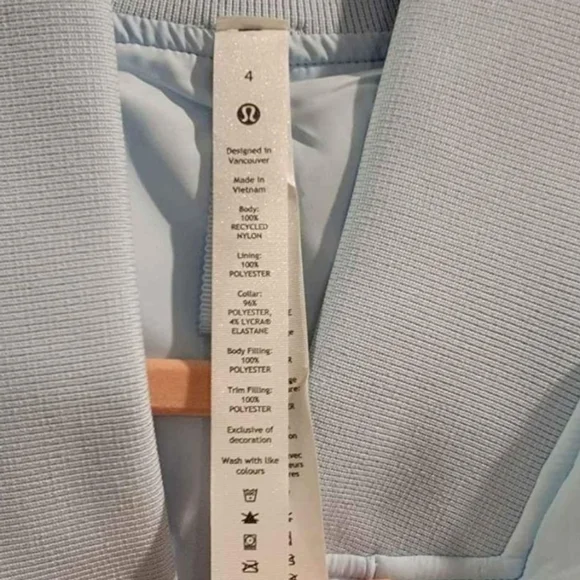 4
Designed in
Vancouver
Made in
Vietnam
Body:
100%
RECYCLED
NYLON
Lining:
100%
POLYESTER
Collar:
96%
POLYESTER,
4% LYCRA®
ELASTANE
Body Filling:
100%
POLYESTER
Trim Filling:
100%
POLYESTER
Exclusive of
decoration
Wash with like
colours